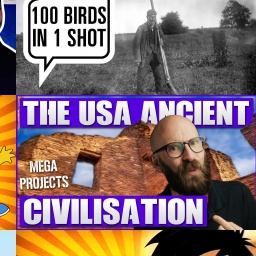 100 BIRDS
IN 1 SHOT
THE USA ANCIENT
MEGA
PROJECTS
CIVILISATION